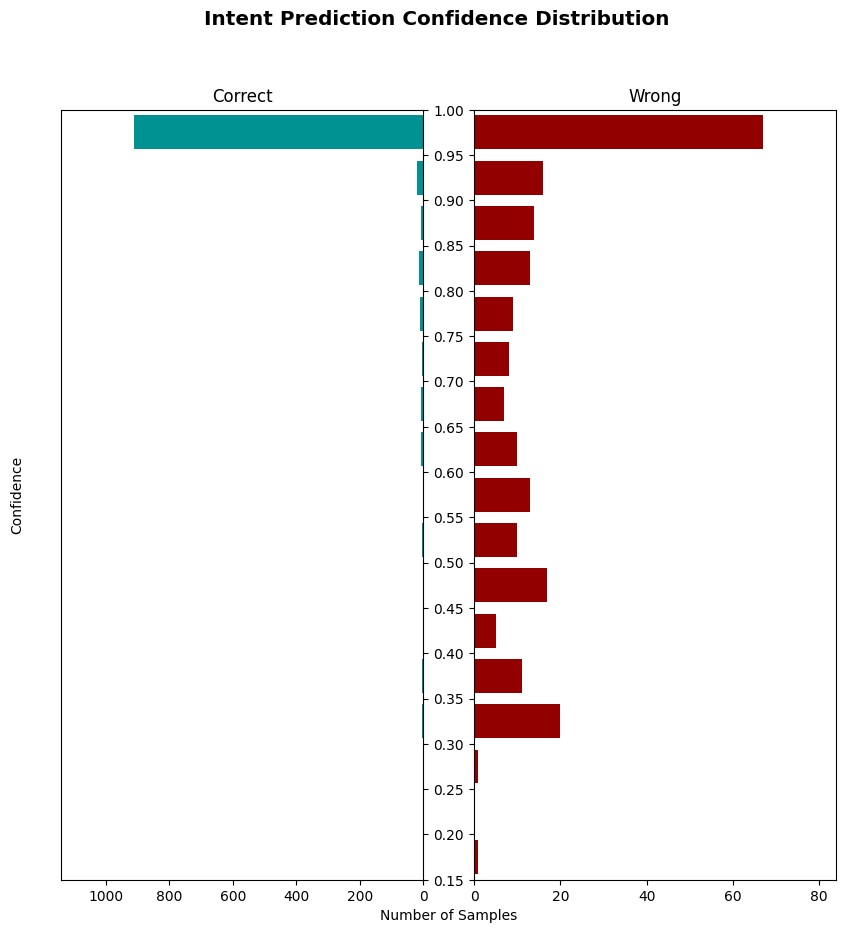 Intent Prediction Confidence Distribution
Correct
Wrong
1.00
0.95
0.90
0.85
0.80
0.75
0.70
0.65
0.60
0.55
0.50
0.45
0.40
0.35
0.30
0.25
0.20
0.15
Confidence
1000 800 600 400 200 0
0 20 40 60 80
Number of Samples